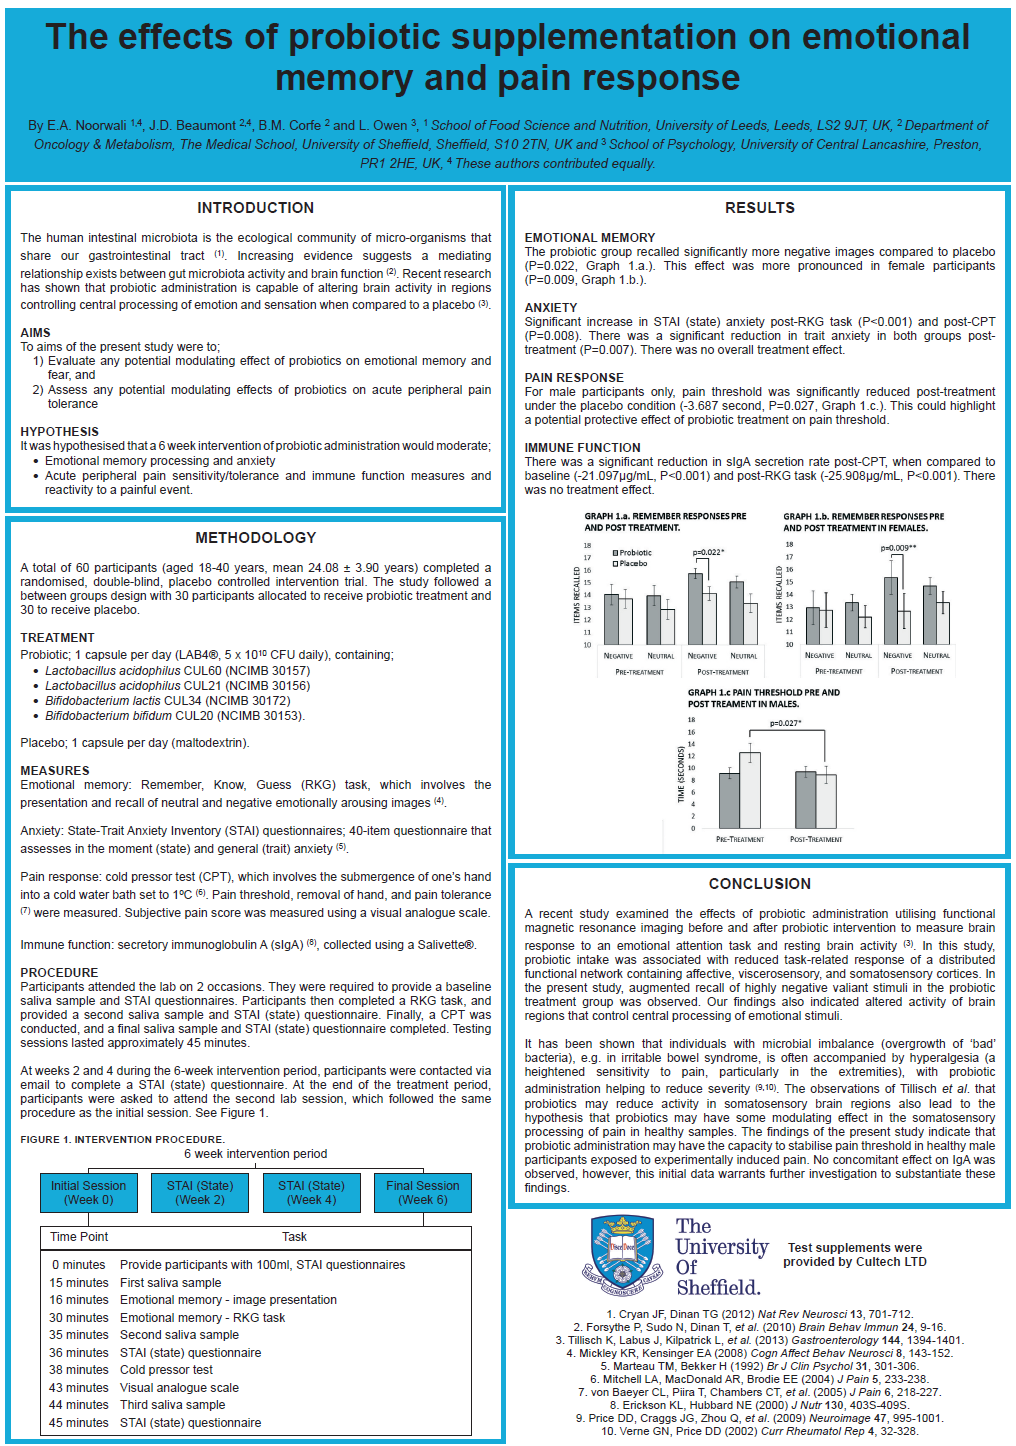 The effects of probiotic supplementation on emotional
memory and pain response
By E.A. Noorwali 1,4, J.D. Beaumont 2,4, B.M. Corfe 2 and L. Owen 3, 1 School of Food Science and Nutrition, University of Leeds, Leeds, LS2 9JT, UK, 2 Department of
Oncology & Metabolism, The Medical School, University of Sheffield, Sheffield, S10 2TN, UK and 3 School of Psychology, University of Central Lancashire, Preston,
PR1 2HE, UK, 4 These authors contributed equally.
INTRODUCTION
The human intestinal microbiota is the ecological community of micro-organisms that
share our gastrointestinal tract (1). Increasing evidence suggests a mediating
relationship exists between gut microbiota activity and brain function (2). Recent research
has shown that probiotic administration is capable of altering brain activity in regions
controlling central processing of emotion and sensation when compared to a placebo (3).
AIMS
To aims of the present study were to;
1) Evaluate any potential modulating effect of probiotics on emotional memory and
fear, and
2) Assess any potential modulating effects of probiotics on acute peripheral pain
tolerance
HYPOTHESIS
It was hypothesised that a 6 week intervention of probiotic administration would moderate;
• Emotional memory processing and anxiety
• Acute peripheral pain sensitivity/tolerance and immune function measures and
reactivity to a painful event.
METHODOLOGY
A total of 60 participants (aged 18-40 years, mean 24.08 ± 3.90 years) completed a
randomised, double-blind, placebo controlled intervention trial. The study followed a
between groups design with 30 participants allocated to receive probiotic treatment and
30 to receive placebo.
TREATMENT
Probiotic; 1 capsule per day (LAB4®, 5 x 10¹⁰ CFU daily), containing;
• Lactobacillus acidophilus CUL60 (NCIMB 30157)
• Lactobacillus acidophilus CUL21 (NCIMB 30156)
• Bifidobacterium lactis CUL34 (NCIMB 30172)
• Bifidobacterium bifidum CUL20 (NCIMB 30153).
Placebo; 1 capsule per day (maltodextrin).
MEASURES
Emotional memory: Remember, Know, Guess (RKG) task, which involves the
presentation and recall of neutral and negative emotionally arousing images (4).
Anxiety: State-Trait Anxiety Inventory (STAI) questionnaires; 40-item questionnaire that
assesses in the moment (state) and general (trait) anxiety (5).
Pain response: cold pressor test (CPT), which involves the submergence of one's hand
into a cold water bath set to 1ºC (6). Pain threshold, removal of hand, and pain tolerance
(7) were measured. Subjective pain score was measured using a visual analogue scale.
Immune function: secretory immunoglobulin A (sIgA) (8), collected using a Salivette®.
PROCEDURE
Participants attended the lab on 2 occasions. They were required to provide a baseline
saliva sample and STAI questionnaires. Participants then completed a RKG task, and
provided a second saliva sample and STAI (state) questionnaire. Finally, a CPT was
conducted, and a final saliva sample and STAI (state) questionnaire completed. Testing
sessions lasted approximately 45 minutes.
At weeks 2 and 4 during the 6-week intervention period, participants were contacted via
email to complete a STAI (state) questionnaire. At the end of the treatment period,
participants were asked to attend the second lab session, which followed the same
procedure as the initial session. See Figure 1.
FIGURE 1. INTERVENTION PROCEDURE.
6 week intervention period
Initial Session
(Week 0)
STAI (State)
(Week 2)
STAI (State)
(Week 4)
Final Session
(Week 6)
Time Point Task
0 minutes Provide participants with 100ml, STAI questionnaires
15 minutes First saliva sample
16 minutes Emotional memory - image presentation
30 minutes Emotional memory - RKG task
35 minutes Second saliva sample
36 minutes STAI (state) questionnaire
38 minutes Cold pressor test
43 minutes Visual analogue scale
44 minutes Third saliva sample
45 minutes STAI (state) questionnaire
RESULTS
EMOTIONAL MEMORY
The probiotic group recalled significantly more negative images compared to placebo
(P=0.022, Graph 1.a.). This effect was more pronounced in female participants
(P=0.009, Graph 1.b.).
ANXIETY
Significant increase in STAI (state) anxiety post-RKG task (P<0.001) and post-CPT
(P=0.008). There was a significant reduction in trait anxiety in both groups post-
treatment (P=0.007). There was no overall treatment effect.
PAIN RESPONSE
For male participants only, pain threshold was significantly reduced post-treatment
under the placebo condition (-3.687 second, P=0.027, Graph 1.c.). This could highlight
a potential protective effect of probiotic treatment on pain threshold.
IMMUNE FUNCTION
There was a significant reduction in sIgA secretion rate post-CPT, when compared to
baseline (-21.097µg/mL, P<0.001) and post-RKG task (-25.908µg/mL, P<0.001). There
was no treatment effect.
GRAPH 1.a. REMEMBER RESPONSES PRE
AND POST TREATMENT.
18
17
16
15
14
13
12
11
10
ITEMS RECALLED
Probiotic
Placebo
p=0.022*
NEGATIVE NEUTRAL NEGATIVE NEUTRAL
PRE-TREATMENT POST-TREATMENT
GRAPH 1.b. REMEMBER RESPONSES PRE
AND POST TREATMENT IN FEMALES.
18
17
16
15
14
13
12
11
10
ITEMS RECALLED
p=0.009**
NEGATIVE NEUTRAL NEGATIVE NEUTRAL
PRE-TREATMENT POST-TREATMENT
GRAPH 1.c PAIN THRESHOLD PRE AND
POST TREAMENT IN MALES.
18
16
14
12
10
8
6
4
2
0
TIME (SECONDS)
p=0.027*
PRE-TREATMENT POST-TREATMENT
CONCLUSION
A recent study examined the effects of probiotic administration utilising functional
magnetic resonance imaging before and after probiotic intervention to measure brain
response to an emotional attention task and resting brain activity (3). In this study,
probiotic intake was associated with reduced task-related response of a distributed
functional network containing affective, viscerosensory, and somatosensory cortices. In
the present study, augmented recall of highly negative valiant stimuli in the probiotic
treatment group was observed. Our findings also indicated altered activity of brain
regions that control central processing of emotional stimuli.
It has been shown that individuals with microbial imbalance (overgrowth of 'bad'
bacteria), e.g. in irritable bowel syndrome, is often accompanied by hyperalgesia (a
heightened sensitivity to pain, particularly in the extremities), with probiotic
administration helping to reduce severity (9,10). The observations of Tillisch et al. that
probiotics may reduce activity in somatosensory brain regions also lead to the
hypothesis that probiotics may have some modulating effect in the somatosensory
processing of pain in healthy samples. The findings of the present study indicate that
probiotic administration may have the capacity to stabilise pain threshold in healthy male
participants exposed to experimentally induced pain. No concomitant effect on IgA was
observed, however, this initial data warrants further investigation to substantiate these
findings.
The
University
Of
Sheffield.
Test supplements were
provided by Cultech LTD
1. Cryan JF, Dinan TG (2012) Nat Rev Neurosci 13, 701-712.
2. Forsythe P, Sudo N, Dinan T, et al. (2010) Brain Behav Immun 24, 9-16.
3. Tillisch K, Labus J, Kilpatrick L, et al. (2013) Gastroenterology 144, 1394-1401.
4. Mickley KR, Kensinger EA (2008) Cogn Affect Behav Neurosci 8, 143-152.
5. Marteau TM, Bekker H (1992) Br J Clin Psychol 31, 301-306.
6. Mitchell LA, MacDonald AR, Brodie EE (2004) J Pain 5, 233-238.
7. von Baeyer CL, Piira T, Chambers CT, et al. (2005) J Pain 6, 218-227.
8. Erickson KL, Hubbard NE (2000) J Nutr 130, 403S-409S.
9. Price DD, Craggs JG, Zhou Q, et al. (2009) Neuroimage 47, 995-1001.
10. Verne GN, Price DD (2002) Curr Rheumatol Rep 4, 32-328.